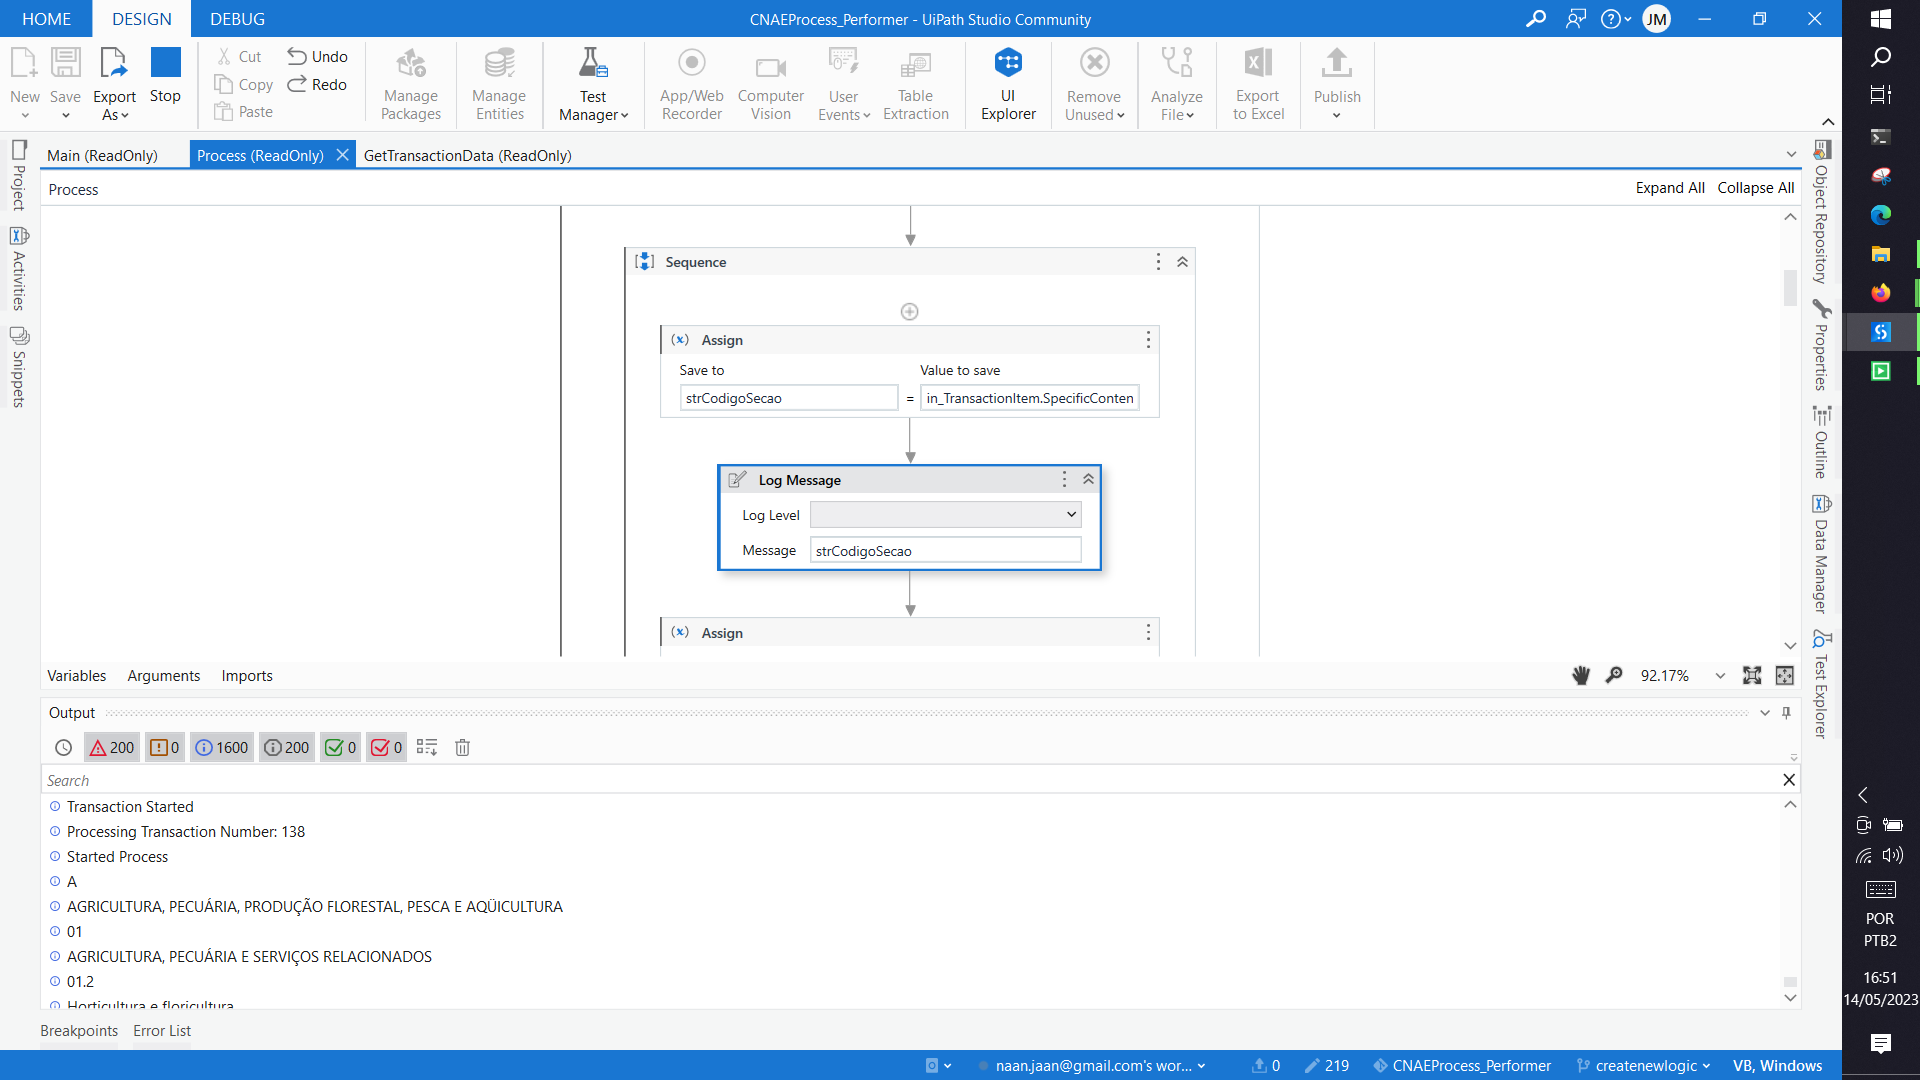 HOME DESIGN DEBUG CNAEProcess_Performer - UiPath Studio Community JM
New Save Export As Stop Cut Copy Paste Undo Redo Manage Packages Manage Entities Test Manager App/Web Recorder Computer Vision User Events Table Extraction UI Explorer Remove Unused Analyze File Export to Excel Publish
Main (ReadOnly) Process (ReadOnly) GetTransactionData (ReadOnly)
Process Expand All Collapse All
Project
Activities
Snippets
Sequence
Assign
Save to Value to save
strCodigoSecao = in_TransactionItem.SpecificConten
Log Message
Log Level
Message strCodigoSecao
Assign
Object Repository
Properties
Outline
Data Manager
Test Explorer
Variables Arguments Imports 92.17%
Output
200 0 1600 200 0 0
Search
Transaction Started
Processing Transaction Number: 138
Started Process
A
AGRICULTURA, PECUÁRIA, PRODUÇÃO FLORESTAL, PESCA E AQÜICULTURA
01
AGRICULTURA, PECUÁRIA E SERVIÇOS RELACIONADOS
01.2
Horticultura e floricultura
Breakpoints Error List
naan.jaan@gmail.com's wor... 0 219 CNAEProcess_Performer createnewlogic VB, Windows
POR
PTB2
16:51
14/05/2023